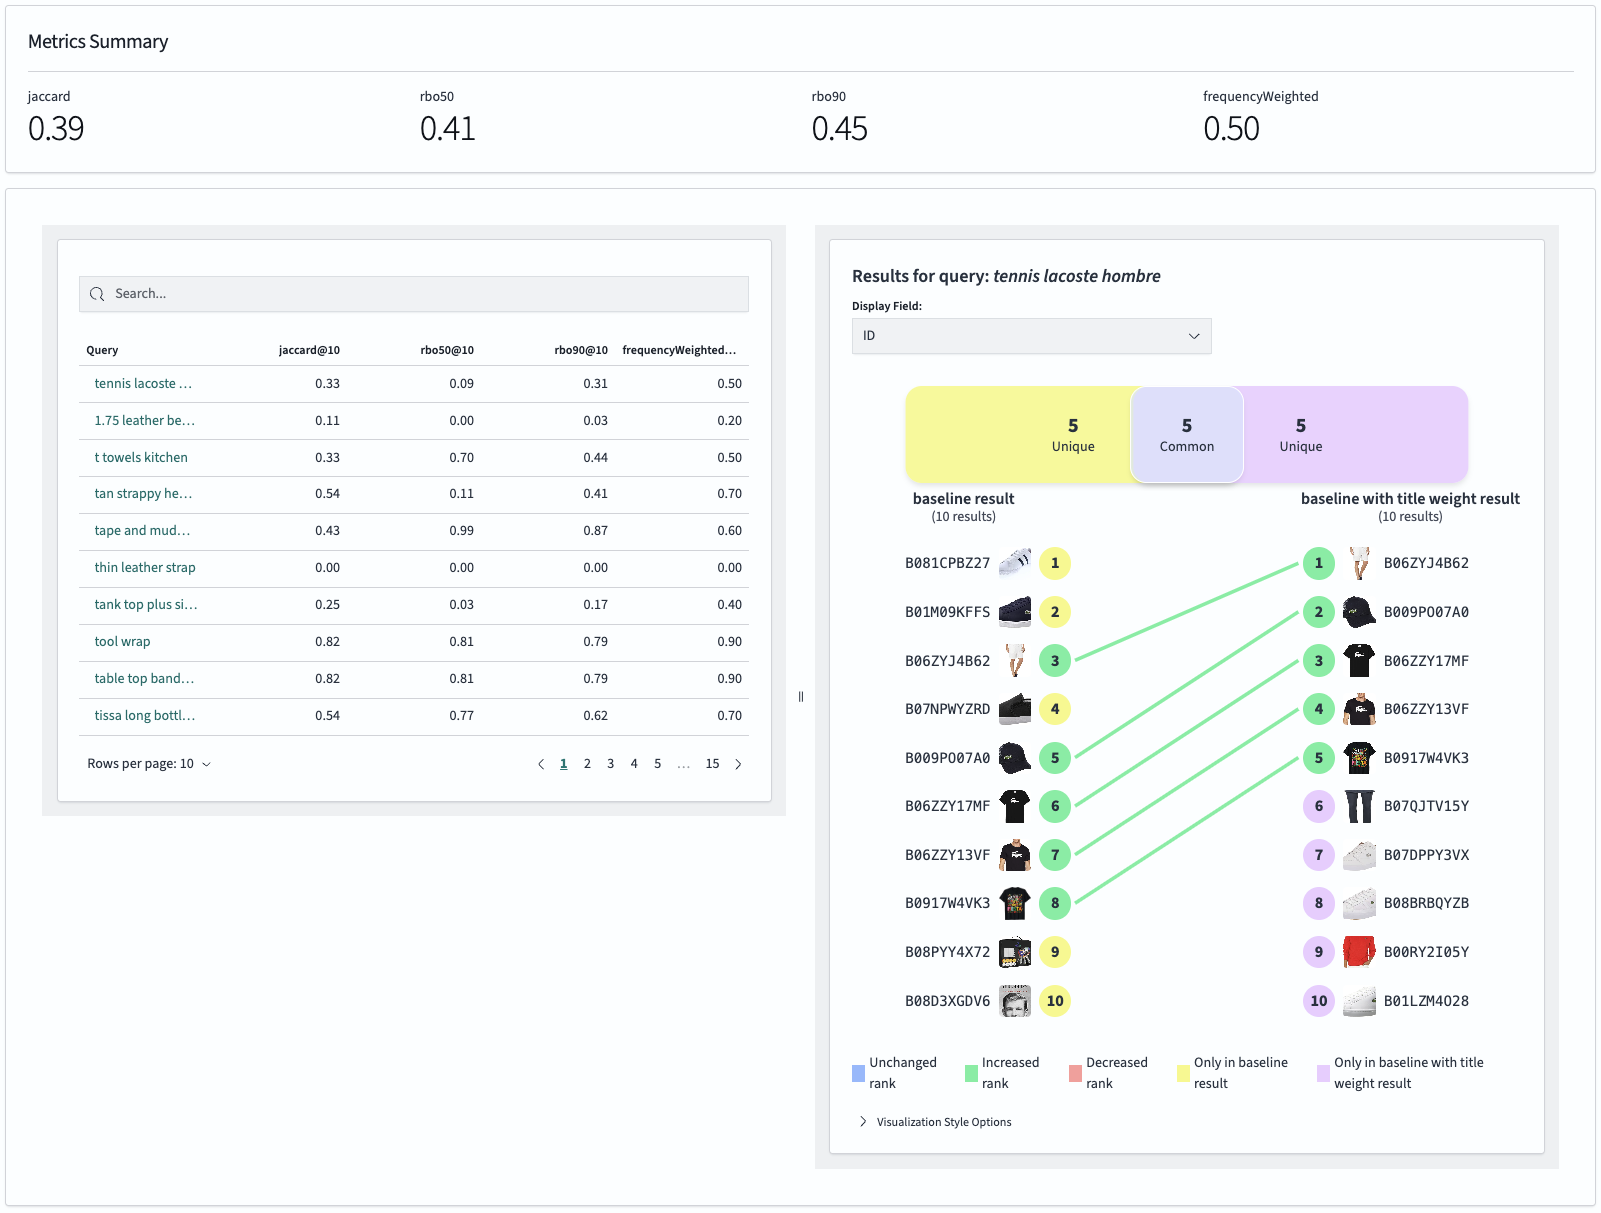 Metrics Summary
jaccard
0.39
rbo50
0.41
rbo90
0.45
frequencyWeighted
0.50
Search...
Query jaccard@10 rbo50@10 rbo90@10 frequencyWeighted...
tennis lacoste ... 0.33 0.09 0.31 0.50
1.75 leather be... 0.11 0.00 0.03 0.20
t towels kitchen 0.33 0.70 0.44 0.50
tan strappy he... 0.54 0.11 0.41 0.70
tape and mud... 0.43 0.99 0.87 0.60
thin leather strap 0.00 0.00 0.00 0.00
tank top plus si... 0.25 0.03 0.17 0.40
tool wrap 0.82 0.81 0.79 0.90
table top band... 0.82 0.81 0.79 0.90
tissa long bottl... 0.54 0.77 0.62 0.70
Rows per page: 10
1 2 3 4 5 ... 15
Results for query: tennis lacoste hombre
Display Field:
ID
5
Unique
5
Common
5
Unique
baseline result
(10 results)
baseline with title weight result
(10 results)
B081CPBZ27 1 1 B06ZYJ4B62
B01M09KFFS 2 2 B009PO07A0
B06ZYJ4B62 3 3 B06ZZY17MF
B07NPWYZRD 4 4 B06ZZY13VF
B009PO07A0 5 5 B0917W4VK3
B06ZZY17MF 6 6 B07QJTV15Y
B06ZZY13VF 7 7 B07DPPY3VX
B0917W4VK3 8 8 B08BRBQYZB
B08PYY4X72 9 9 B00RY2I05Y
B08D3XGDV6 10 10 B01LZM4O28
Unchanged
rank
Increased
rank
Decreased
rank
Only in baseline
result
Only in baseline with title
weight result
Visualization Style Options